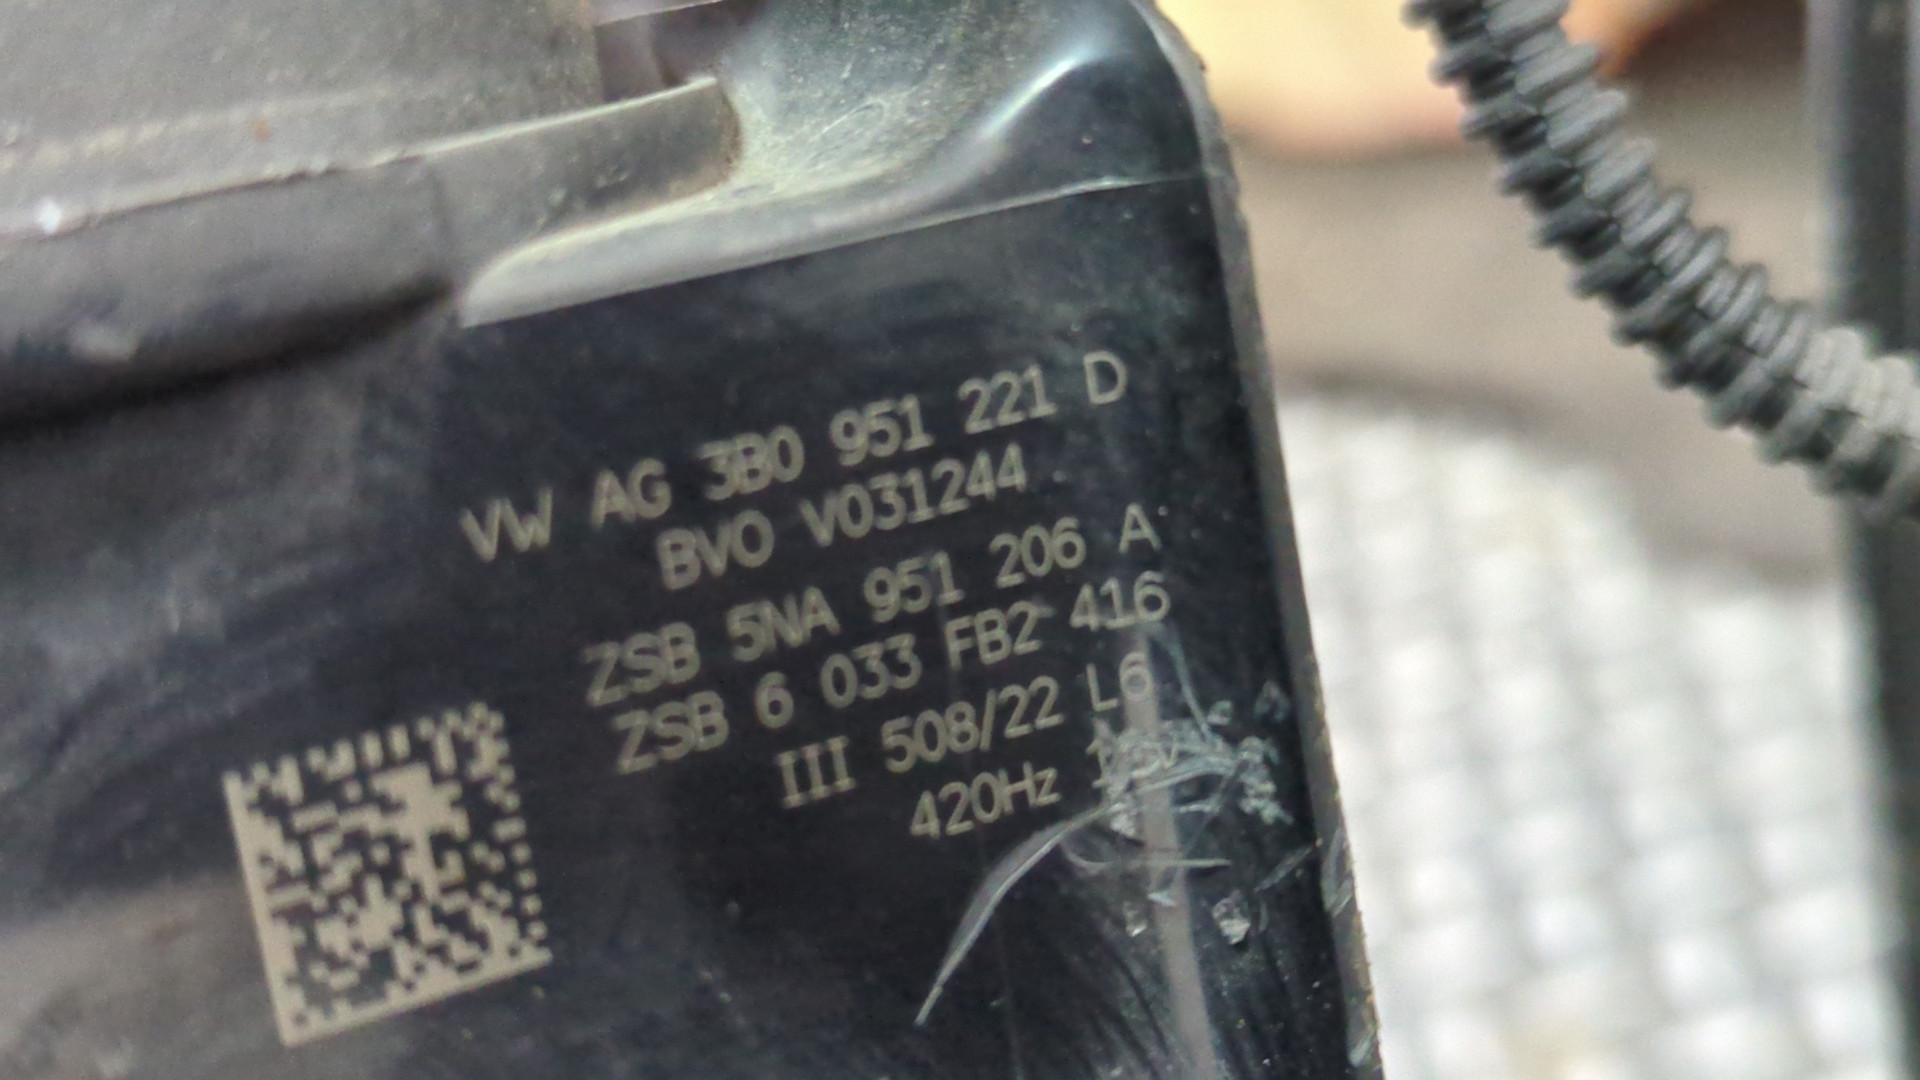 VW AG 3B0 951 221 D
BVO V031244
ZSB 5NA 951 206 A
ZSB 6 033 FB2 416
III 508/22 L6
420Hz